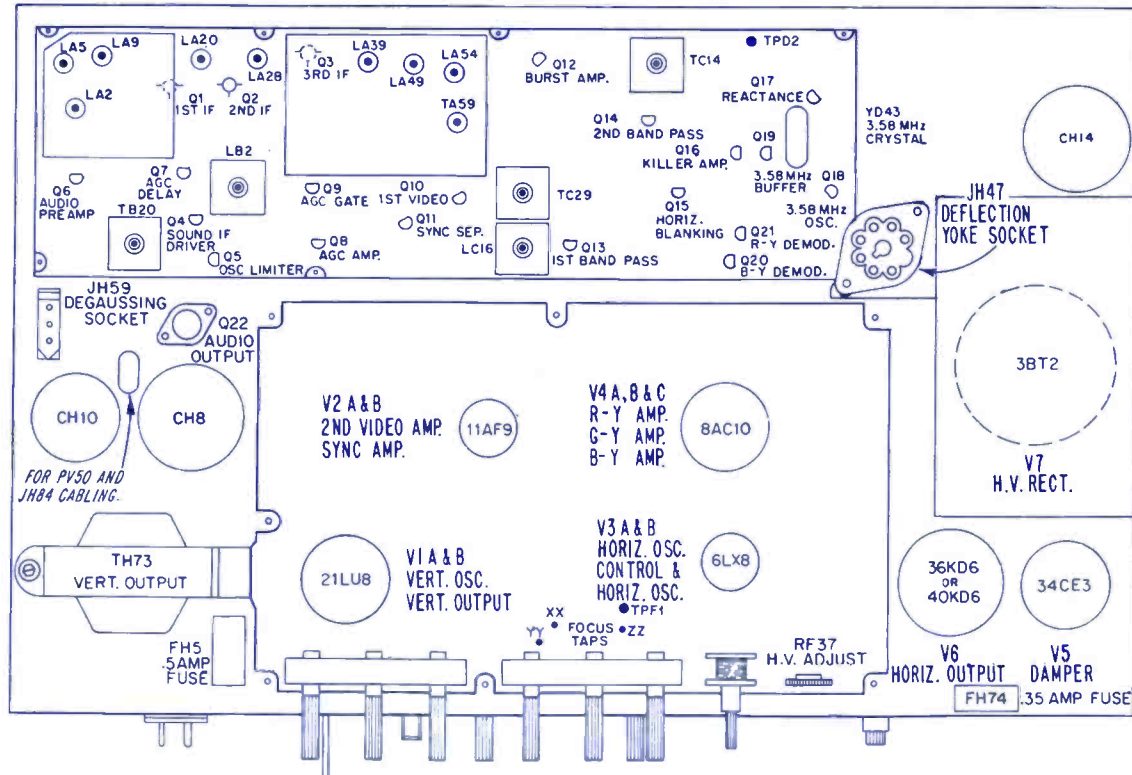 LA5
LA9
LA2
LA20
LA28
Q1
1ST IF
Q2
2ND IF
Q3
3RD IF
LA39
LA49
LA54
TA59
Q12
BURST AMP.
TC14
TPD2
Q17
REACTANCE
YD43
3.58 MHz
CRYSTAL
CH14
Q14
2ND BAND PASS
Q16
KILLER AMP.
Q19
3.58 MHz
BUFFER
Q18
3.58 MHz
OSC.
Q6
AUDIO
PREAMP
Q7
AGC
DELAY
LB2
TB20
Q4
SOUND IF
DRIVER
Q5
OSC LIMITER
Q9
AGC GATE
Q10
1ST VIDEO
Q11
SYNC SEP.
Q8
AGC AMP.
TC29
LC16
Q13
1ST BAND PASS
Q15
HORIZ.
BLANKING
Q21
R-Y DEMOD.
Q20
B-Y DEMOD.
JH47
DEFLECTION
YOKE SOCKET
JH59
DEGAUSSING
SOCKET
Q22
AUDIO
OUTPUT
CH10
CH8
FOR PV50 AND
JH84 CABLING.
V2 A & B
2ND VIDEO AMP.
SYNC AMP.
11AF9
V4 A, B & C
R-Y AMP.
G-Y AMP.
B-Y AMP.
8AC10
3BT2
V7
H.V. RECT.
TH73
VERT. OUTPUT
21LU8
V1 A & B
VERT. OSC.
VERT. OUTPUT
V3 A & B
HORIZ. OSC.
CONTROL &
HORIZ. OSC.
6LX8
TPF1
XX
YY
FOCUS
TAPS
ZZ
RF37
H.V. ADJUST
36KD6
OR
40KD6
V6
HORIZ. OUTPUT
34CE3
V5
DAMPER
FH5
.5AMP
FUSE
FH74
.35 AMP FUSE